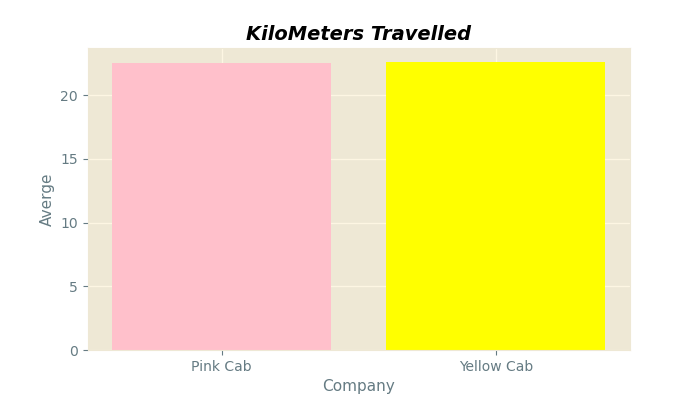 KiloMeters Travelled
Averge
20
15
10
5
0
Pink Cab
Yellow Cab
Company